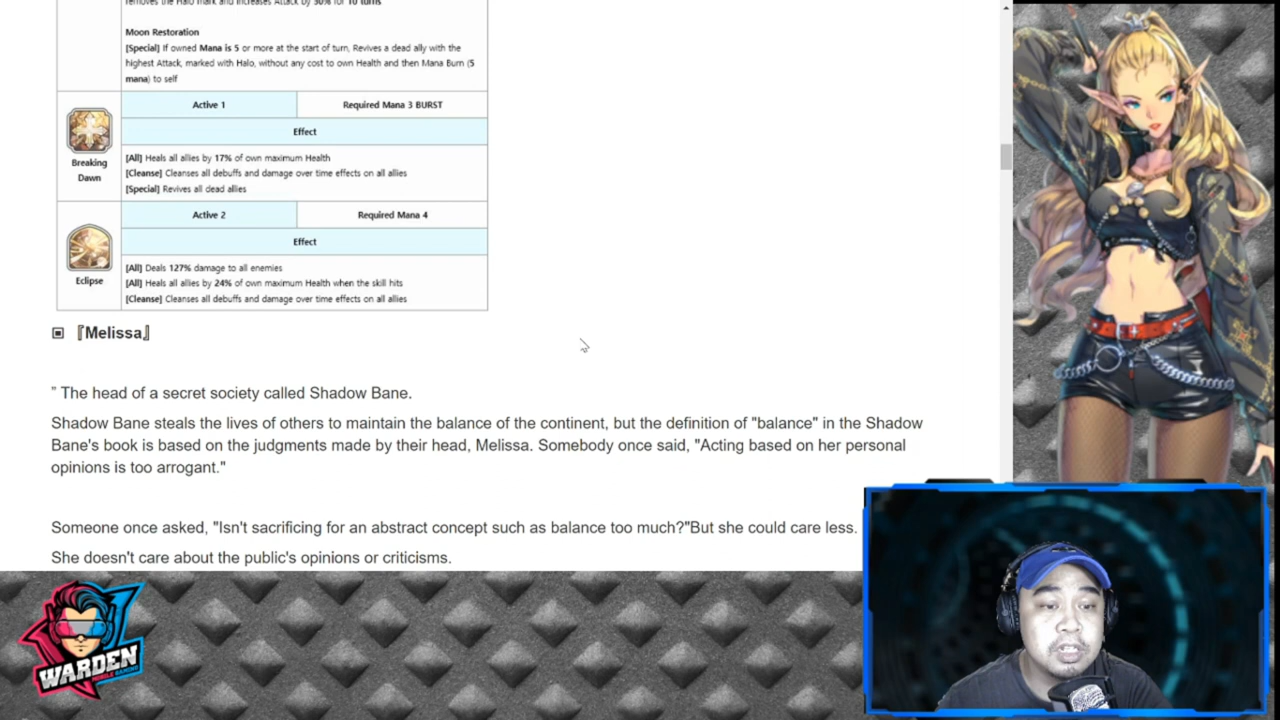 removes the Halo mark and increases Attack by 50% for 10 turns
Moon Restoration
[Special] If owned Mana is 5 or more at the start of turn, Revives a dead ally with the
highest Attack, marked with Halo, without any cost to own Health and then Mana Burn (5
mana) to self
Active 1
Required Mana 3 BURST
Effect
Breaking
Dawn
[All] Heals all allies by 17% of own maximum Health
[Cleanse] Cleanses all debuffs and damage over time effects on all allies
[Special] Revives all dead allies
Active 2
Required Mana 4
Effect
Eclipse
[All] Deals 127% damage to all enemies
[All] Heals all allies by 24% of own maximum Health when the skill hits
[Cleanse] Cleanses all debuffs and damage over time effects on all allies
▣ 『Melissa』
" The head of a secret society called Shadow Bane.
Shadow Bane steals the lives of others to maintain the balance of the continent, but the definition of "balance" in the Shadow
Bane's book is based on the judgments made by their head, Melissa. Somebody once said, "Acting based on her personal
opinions is too arrogant."
Someone once asked, "Isn't sacrificing for an abstract concept such as balance too much?"But she could care less.
She doesn't care about the public's opinions or criticisms.
WARDEN
MOBILE GAMING